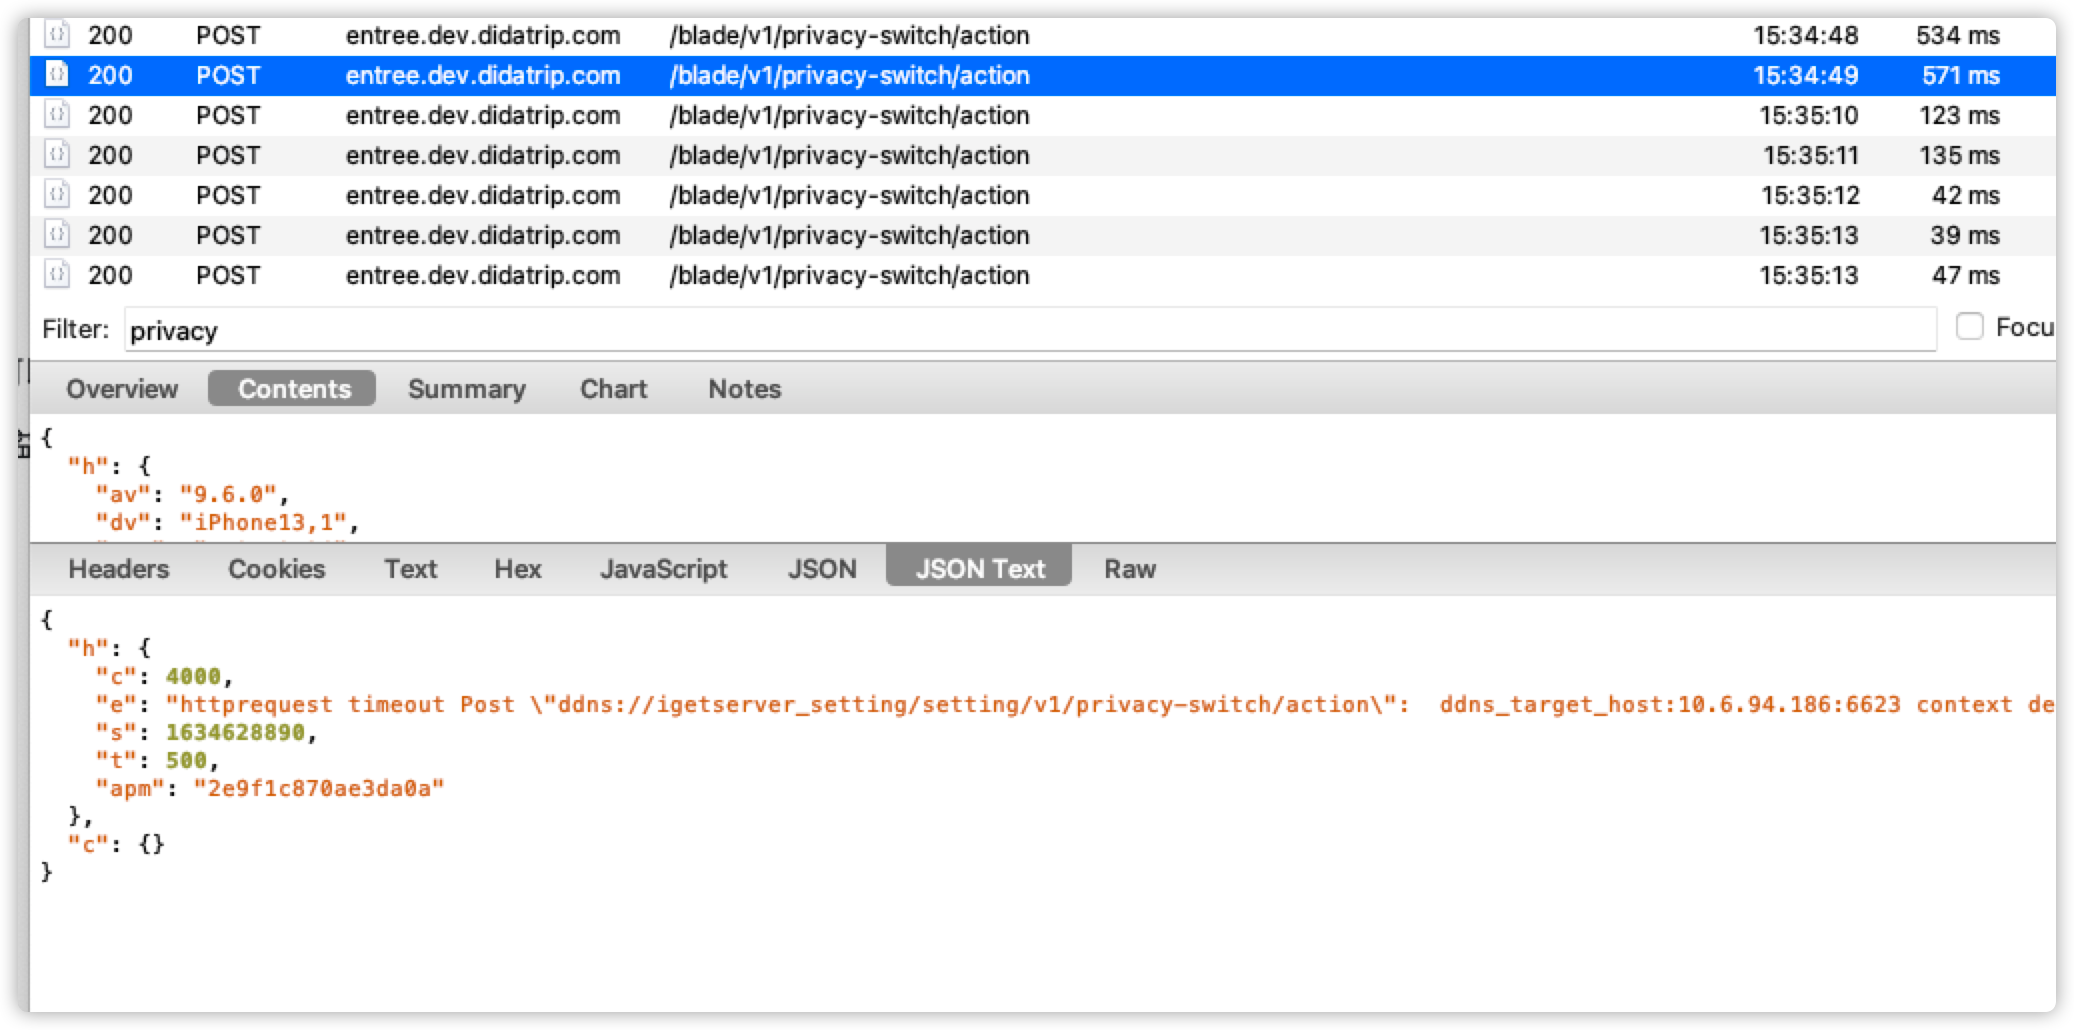 200 POST entree.dev.didatrip.com /blade/v1/privacy-switch/action 15:34:48 534 ms
200 POST entree.dev.didatrip.com /blade/v1/privacy-switch/action 15:34:49 571 ms
200 POST entree.dev.didatrip.com /blade/v1/privacy-switch/action 15:35:10 123 ms
200 POST entree.dev.didatrip.com /blade/v1/privacy-switch/action 15:35:11 135 ms
200 POST entree.dev.didatrip.com /blade/v1/privacy-switch/action 15:35:12 42 ms
200 POST entree.dev.didatrip.com /blade/v1/privacy-switch/action 15:35:13 39 ms
200 POST entree.dev.didatrip.com /blade/v1/privacy-switch/action 15:35:13 47 ms
Filter: privacy Focu
Overview Contents Summary Chart Notes
{
"h": {
"av": "9.6.0",
"dv": "iPhone13,1",
Headers Cookies Text Hex JavaScript JSON JSON Text Raw
{
"h": {
"c": 4000,
"e": "httprequest timeout Post \"ddns://igetserver_setting/setting/v1/privacy-switch/action\":  ddns_target_host:10.6.94.186:6623 context de
"s": 1634628890,
"t": 500,
"apm": "2e9f1c870ae3da0a"
},
"c": {}
}